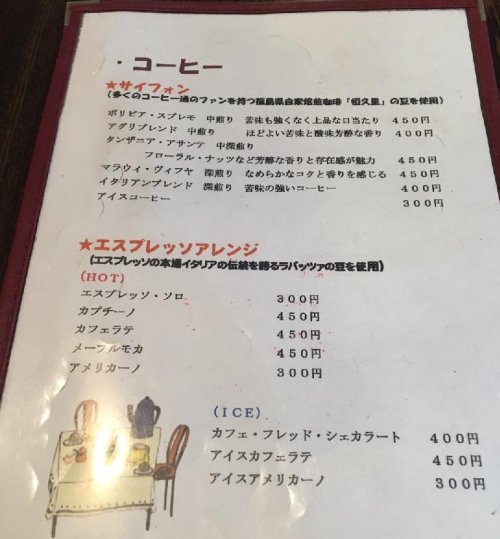 ・コーヒー
★サイフォン
(多くのコーヒー通のファンを持つ福島県自家焙煎珈琲「恒久里」の豆を使用)
ボリビア・スプレモ 中煎り 苦味も強くなく上品な口当たり 450円
アグリブレンド 中煎り ほどよい苦味と酸味芳醇な香り 400円
タンザニア・アサンテ 中深煎り
フローラル・ナッツなど芳醇な香りと存在感が魅力 450円
マラウィ・ヴィフヤ 深煎り なめらかなコクと香りを感じる 450円
イタリアンブレンド 深煎り 苦味の強いコーヒー 400円
アイスコーヒー 300円
★エスプレッソアレンジ
(エスプレッソの本場イタリアの伝統を誇るラバッツァの豆を使用)
(HOT)
エスプレッソ・ソロ 300円
カプチーノ 450円
カフェラテ 450円
メープルモカ 450円
アメリカーノ 300円
(ICE)
カフェ・フレッド・シェカラート 400円
アイスカフェラテ 450円
アイスアメリカーノ 300円